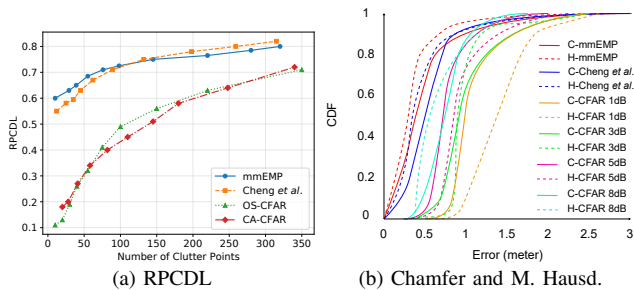 0.8
0.7
0.6
0.5
0.4
0.3
0.2
0.1
RPCDL
0 50 100 150 200 250 300 350
Number of Clutter Points
mmEMP
Cheng et al.
OS-CFAR
CA-CFAR
(a) RPCDL
1
0.8
0.6
0.4
0.2
0
CDF
0 0.5 1 1.5 2 2.5 3
Error (meter)
C-mmEMP
H-mmEMP
C-Cheng et al.
H-Cheng et al.
C-CFAR 1dB
H-CFAR 1dB
C-CFAR 3dB
H-CFAR 3dB
C-CFAR 5dB
H-CFAR 5dB
C-CFAR 8dB
H-CFAR 8dB
(b) Chamfer and M. Hausd.